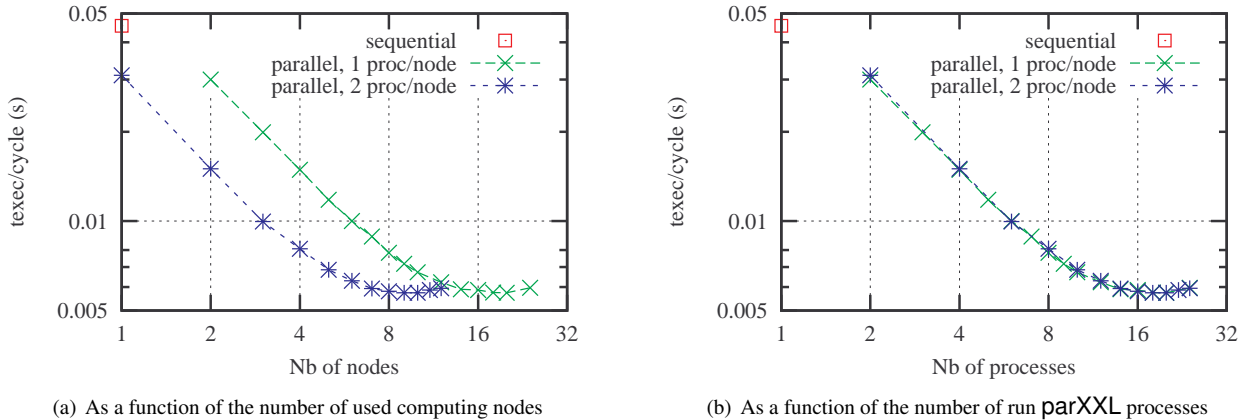 0.05
sequential
parallel, 1 proc/node
parallel, 2 proc/node
texec/cycle (s)
0.01
0.005
1 2 4 8 16 32
Nb of nodes
(a) As a function of the number of used computing nodes
0.05
sequential
parallel, 1 proc/node
parallel, 2 proc/node
texec/cycle (s)
0.01
0.005
1 2 4 8 16 32
Nb of processes
(b) As a function of the number of run parXXL processes